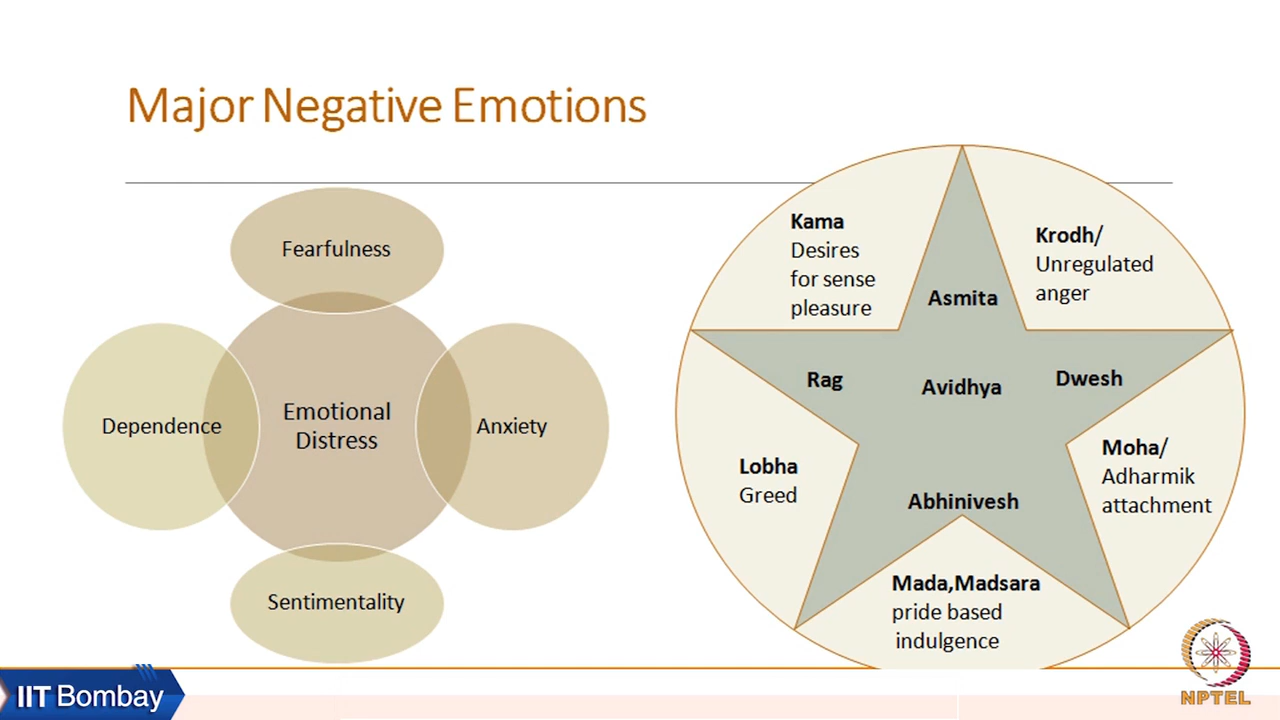 Major Negative Emotions
Fearfulness
Dependence
Emotional
Distress
Anxiety
Sentimentality
Kama
Desires
for sense
pleasure
Krodh/
Unregulated
anger
Asmita
Rag
Avidhya
Dwesh
Lobha
Greed
Moha/
Adharmik
attachment
Abhinivesh
Mada,Madsara
pride based
indulgence
IIT Bombay
NPTEL